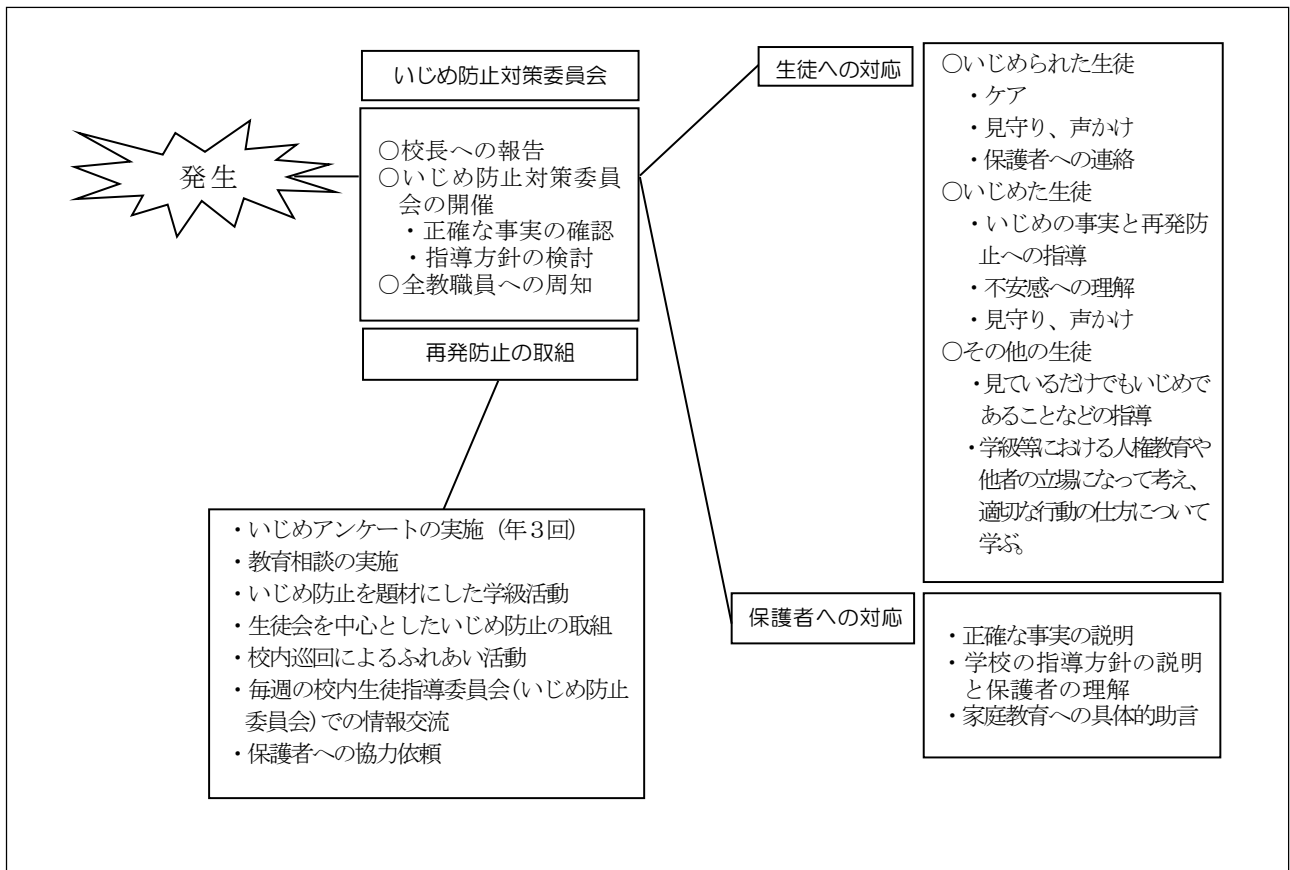 発生
いじめ防止対策委員会
○校長への報告
○いじめ防止対策委員
会の開催
・正確な事実の確認
・指導方針の検討
○全教職員への周知
再発防止の取組
・いじめアンケートの実施（年３回）
・教育相談の実施
・いじめ防止を題材にした学級活動
・生徒会を中心としたいじめ防止の取組
・校内巡回によるふれあい活動
・毎週の校内生徒指導委員会(いじめ防止
委員会)での情報交流
・保護者への協力依頼
生徒への対応
○いじめられた生徒
・ケア
・見守り、声かけ
・保護者への連絡
○いじめた生徒
・いじめの事実と再発防
止への指導
・不安感への理解
・見守り、声かけ
○その他の生徒
・見ているだけでもいじめで
あることなどの指導
・学級等における人権教育や
他者の立場になって考え、
適切な行動の仕方について
学ぶ。
保護者への対応
・正確な事実の説明
・学校の指導方針の説明
と保護者の理解
・家庭教育への具体的助言